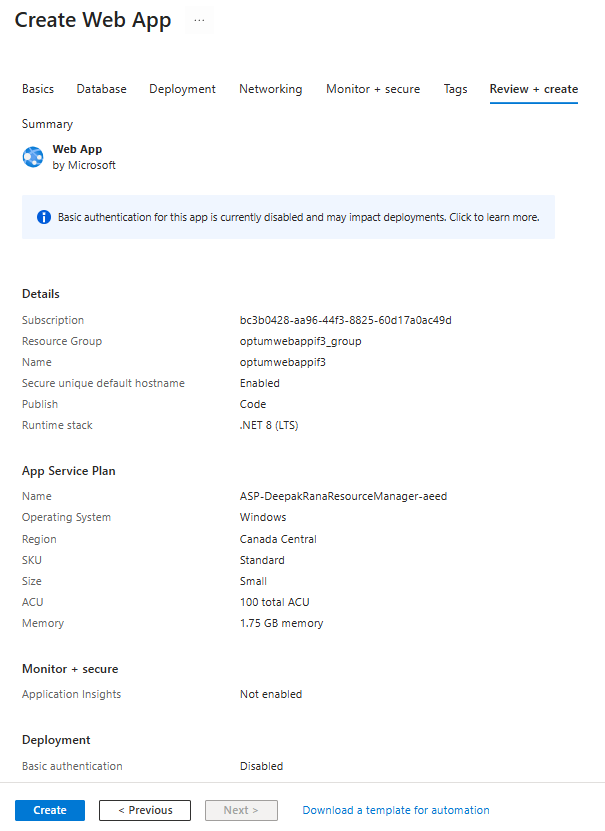 Create Web App ...
Basics Database Deployment Networking Monitor + secure Tags Review + create
Summary
Web App
by Microsoft
Basic authentication for this app is currently disabled and may impact deployments. Click to learn more.
Details
Subscription bc3b0428-aa96-44f3-8825-60d17a0ac49d
Resource Group optumwebappif3_group
Name optumwebappif3
Secure unique default hostname Enabled
Publish Code
Runtime stack .NET 8 (LTS)
App Service Plan
Name ASP-DeepakRanaResourceManager-aeed
Operating System Windows
Region Canada Central
SKU Standard
Size Small
ACU 100 total ACU
Memory 1.75 GB memory
Monitor + secure
Application Insights Not enabled
Deployment
Basic authentication Disabled
Create < Previous Next > Download a template for automation